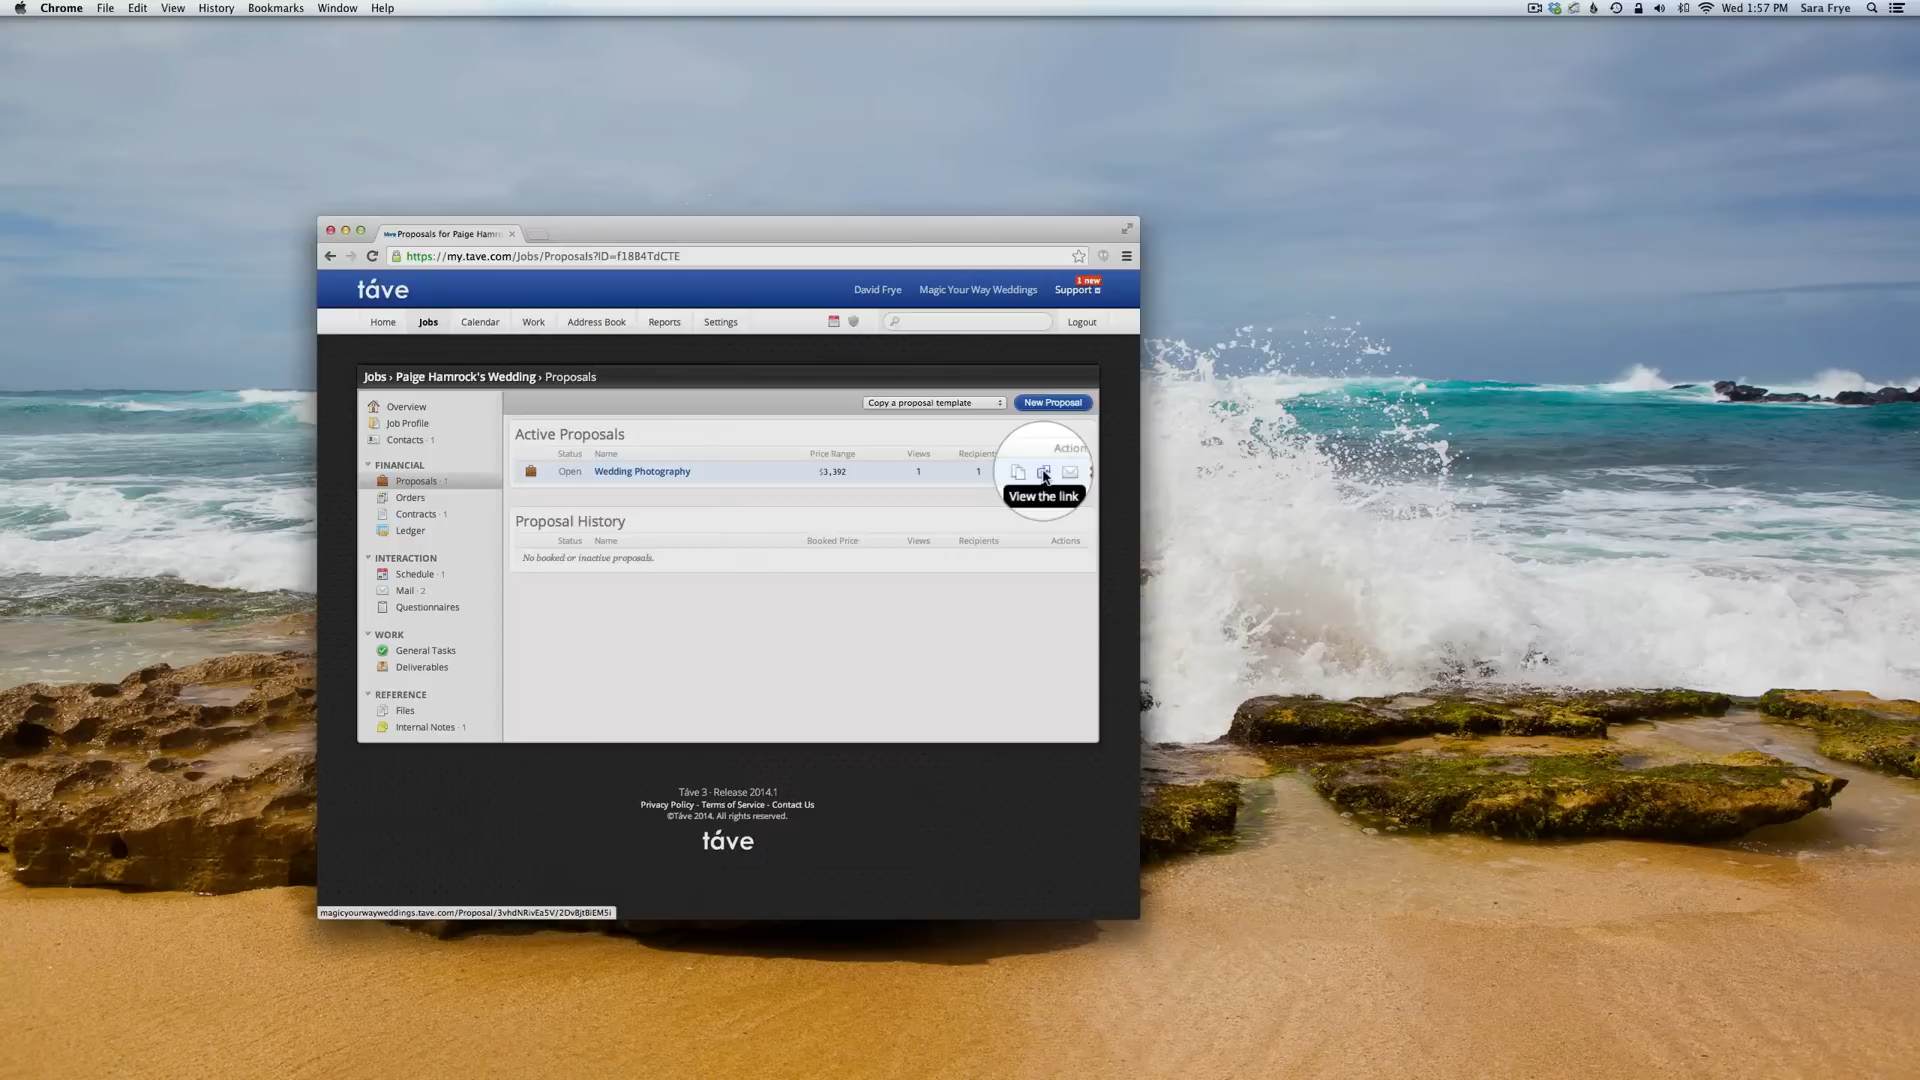 Chrome File Edit View History Bookmarks Window Help
Wed 1:57 PM Sara Frye
Proposals for Paige Hamro
https://my.tave.com/Jobs/Proposals?ID=f18B4TdCTE
táve
David Frye Magic Your Way Weddings Support
1 new
Home Jobs Calendar Work Address Book Reports Settings Logout
Jobs › Paige Hamrock's Wedding › Proposals
Copy a proposal template New Proposal
Overview
Job Profile
Contacts · 1
FINANCIAL
Proposals · 1
Orders
Contracts · 1
Ledger
INTERACTION
Schedule · 1
Mail · 2
Questionnaires
WORK
General Tasks
Deliverables
REFERENCE
Files
Internal Notes · 1
Active Proposals
Status Name Price Range Views Recipient Action
Open Wedding Photography $3,392 1 1
View the link
Proposal History
Status Name Booked Price Views Recipients Actions
No booked or inactive proposals.
Táve 3 · Release 2014.1
Privacy Policy - Terms of Service - Contact Us
©Táve 2014. All rights reserved.
táve
magicyourwayweddings.tave.com/Proposal/3vhdNRivEa5V/2DvBjtBiEM5i